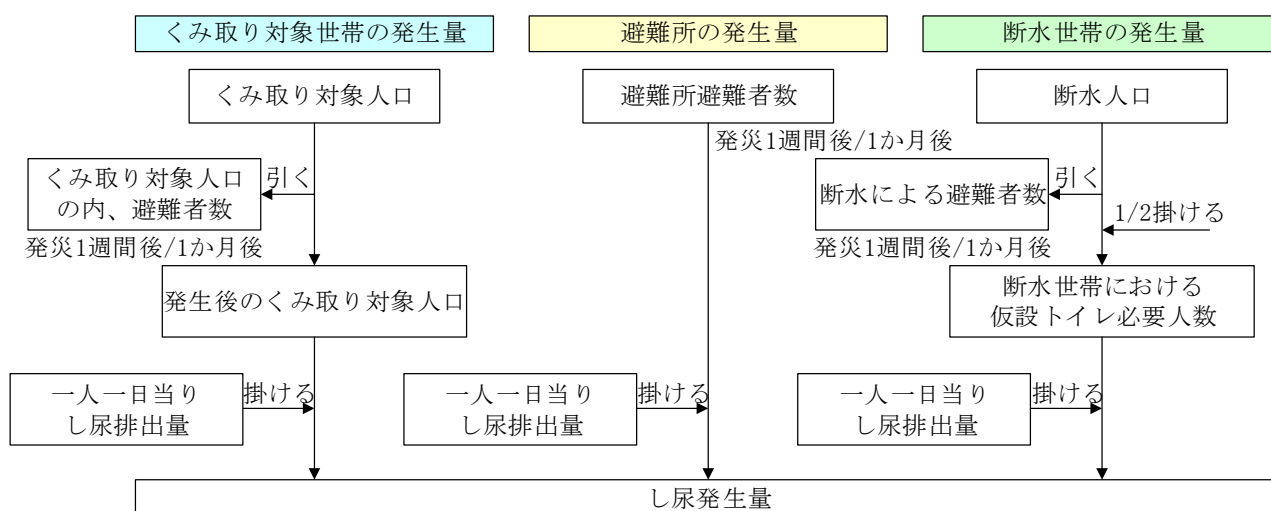 くみ取り対象世帯の発生量
避難所の発生量
断水世帯の発生量
くみ取り対象人口
避難所避難者数
断水人口
発災1週間後/1か月後
くみ取り対象人口
の内、避難者数
引く
断水による避難者数
引く
1/2掛ける
発災1週間後/1か月後
発災1週間後/1か月後
発生後のくみ取り対象人口
断水世帯における
仮設トイレ必要人数
一人一日当り
し尿排出量
掛ける
一人一日当り
し尿排出量
掛ける
一人一日当り
し尿排出量
掛ける
し尿発生量